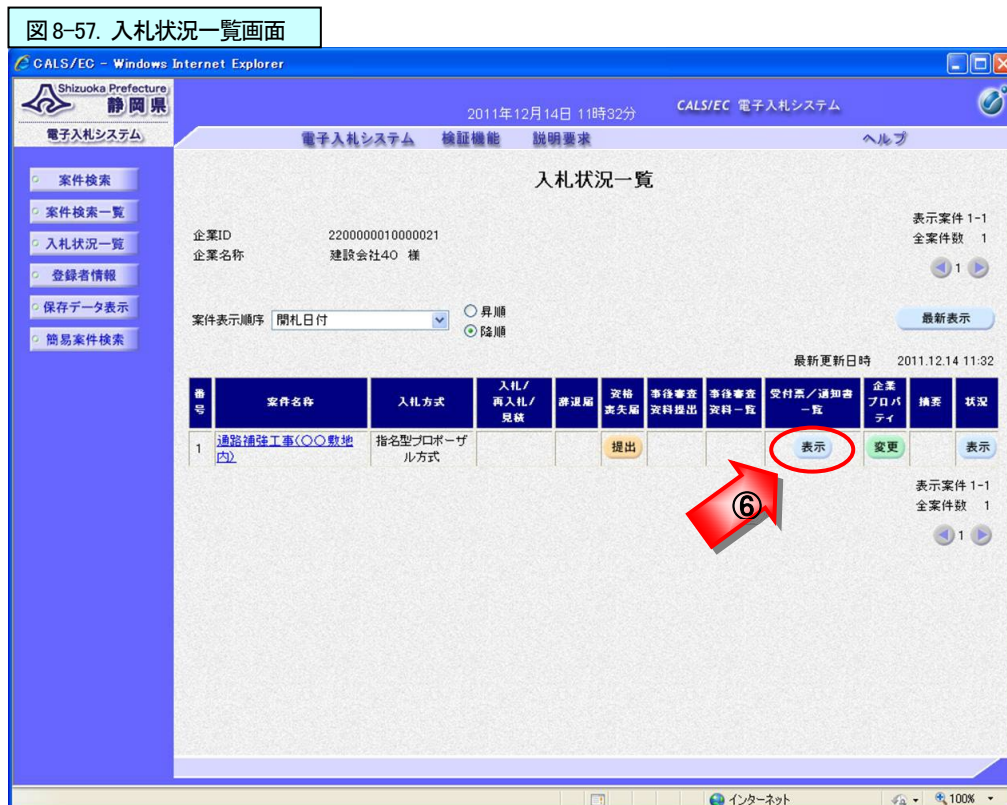 図 8-57. 入札状況一覧画面
CALS/EC - Windows Internet Explorer
Shizuoka Prefecture
静岡県
電子入札システム
2011年12月14日 11時32分
CALS/EC 電子入札システム
電子入札システム 検証機能 説明要求 ヘルプ
案件検索
案件検索一覧
入札状況一覧
登録者情報
保存データ表示
簡易案件検索
入札状況一覧
表示案件 1-1
全案件数 1
1
企業ID 2200000010000021
企業名称 建設会社40 様
案件表示順序 開札日付
昇順
降順
最新表示
最新更新日時 2011.12.14 11:32
番号 案件名称 入札方式 入札/再入札/見積 辞退届 資格喪失届 事後審査資料提出 事後審査資料一覧 受付票/通知書一覧 企業プロパティ 摘要 状況
1 通路補強工事(○○敷地内) 指名型プロポーザル方式 提出 表示 変更 表示
⑥
表示案件 1-1
全案件数 1
1
インターネット
100%